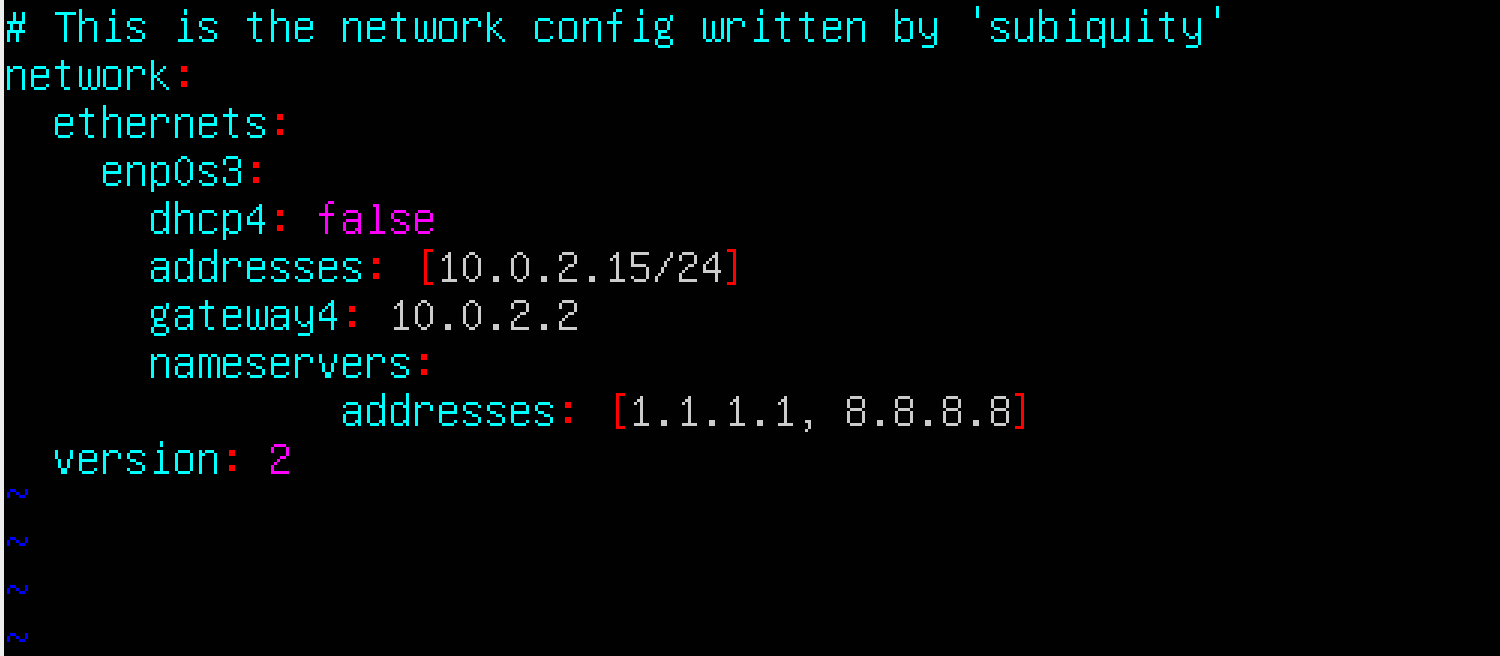 # This is the network config written by 'subiquity'
network:
  ethernets:
    enp0s3:
      dhcp4: false
      addresses: [10.0.2.15/24]
      gateway4: 10.0.2.2
      nameservers:
              addresses: [1.1.1.1, 8.8.8.8]
  version: 2
~
~
~
~